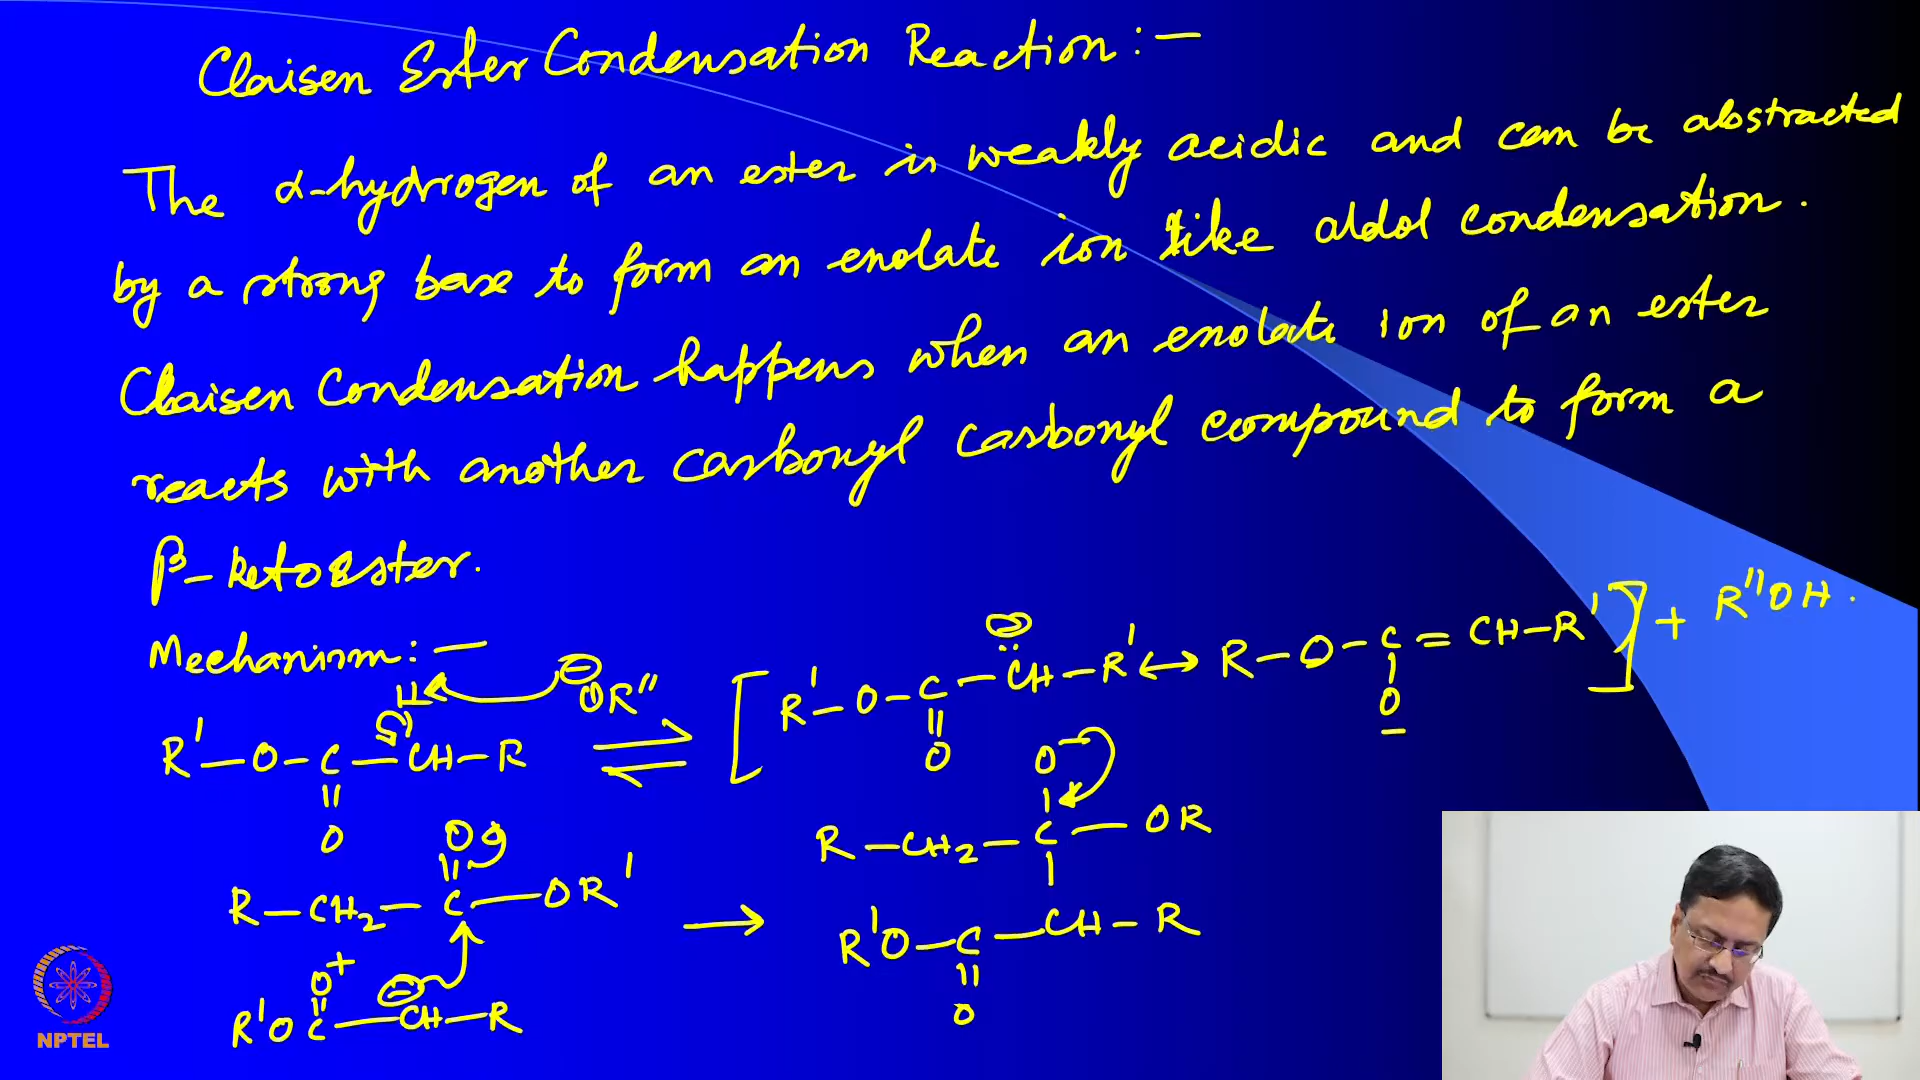 Claisen Ester Condensation Reaction :—
The α-hydrogen of an ester is weakly acidic and can be abstracted
by a strong base to form an enolate ion like aldol condensation.
Claisen Condensation happens when an enolate ion of an ester
reacts with another carbonyl carbonyl compound to form a
β-ketoester.
Mechanism :—
H ⊖OR''
R'—O—C—CH—R ⇌ [R'—O—C—CH—R' ↔ R—O—C=CH—R'] + R''OH.
⊖
..
O O O
O O⁻
R—CH2—C—OR' → R—CH2—C—OR
O+ ⊖
R'O C—CH—R R'O—C—CH—R
O
NPTEL